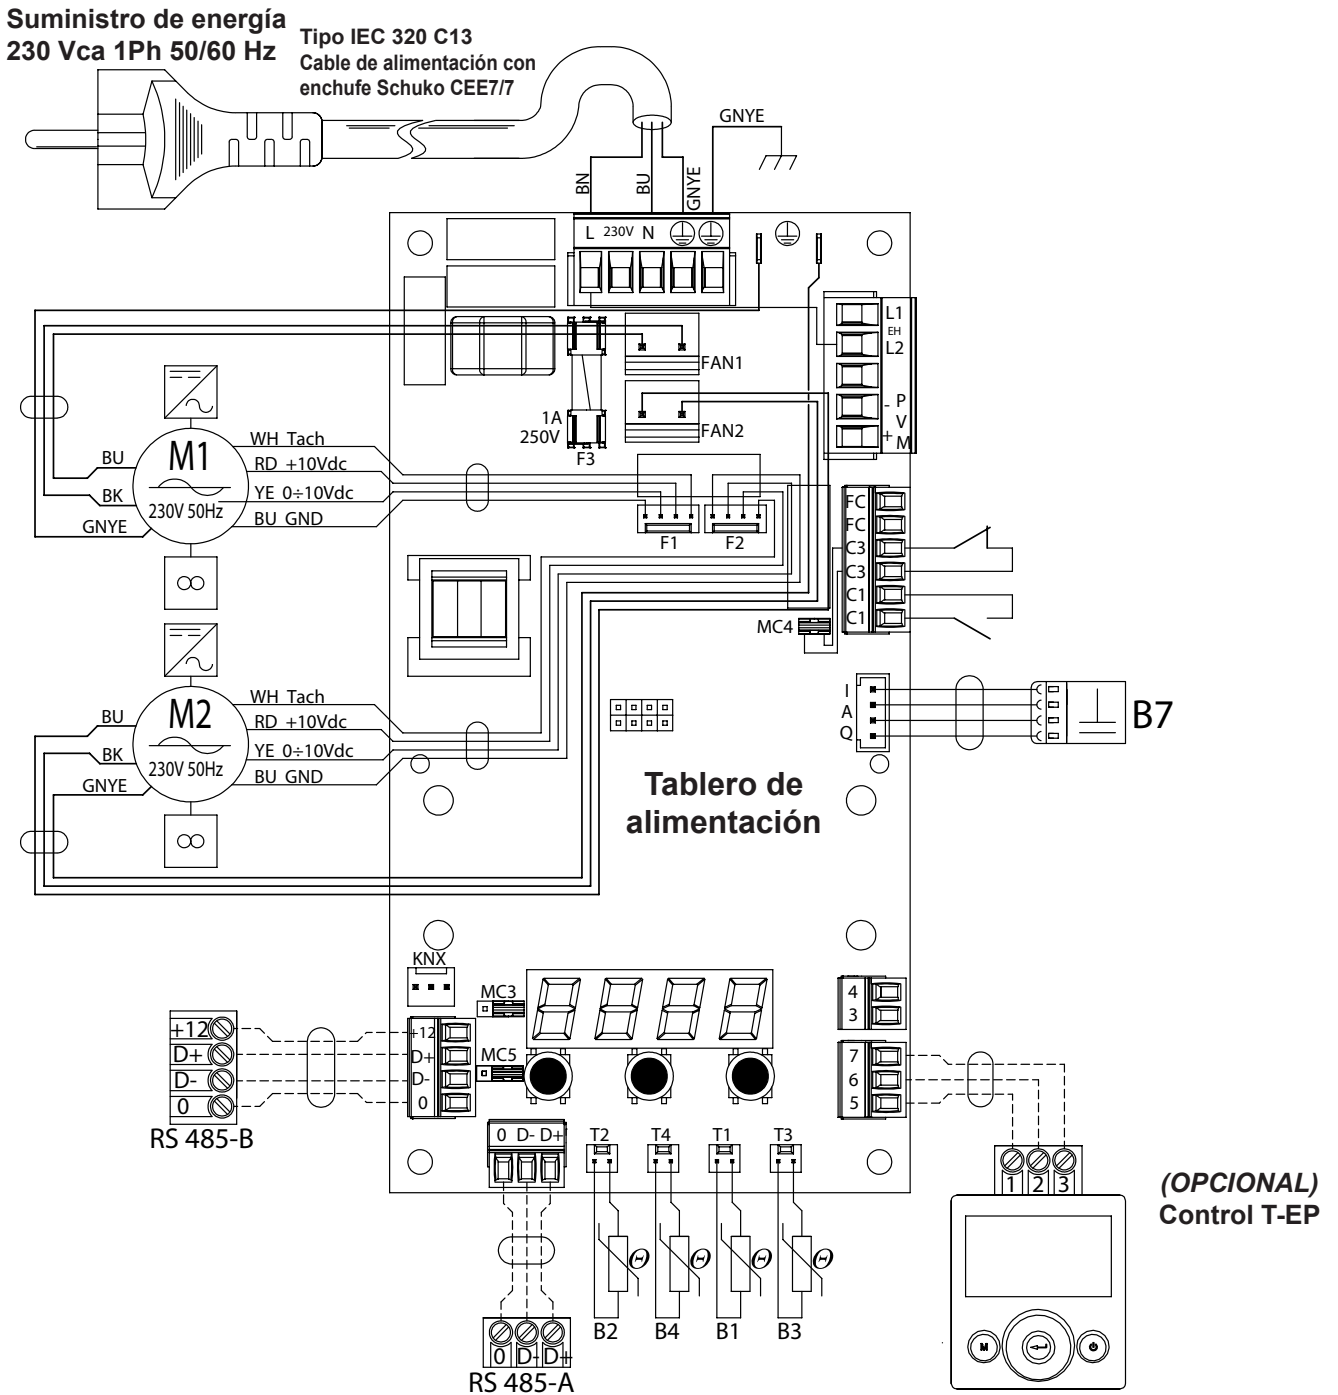 Suministro de energía
230 Vca 1Ph 50/60 Hz
Tipo IEC 320 C13
Cable de alimentación con
enchufe Schuko CEE7/7
GNYE
BN
BU
GNYE
L 230V N
L1
EH
L2
FAN1
- P
V
+ M
FAN2
1A
250V
F3
M1
230V 50Hz
BU
BK
GNYE
WH Tach
RD +10Vdc
YE 0÷10Vdc
BU GND
F1
F2
FC
FC
C3
C3
C1
C1
MC4
M2
230V 50Hz
BU
BK
GNYE
WH Tach
RD +10Vdc
YE 0÷10Vdc
BU GND
I
A
Q
B7
Tablero de
alimentación
KNX
MC3
MC5
8888
4
3
7
6
5
+12
D+
D-
0
RS 485-B
+12
D+
D-
0
0 D- D+
T2
T4
T1
T3
1 2 3
(OPCIONAL)
Control T-EP
Θ
Θ
Θ
Θ
B2
B4
B1
B3
0 D- D+
RS 485-A
M